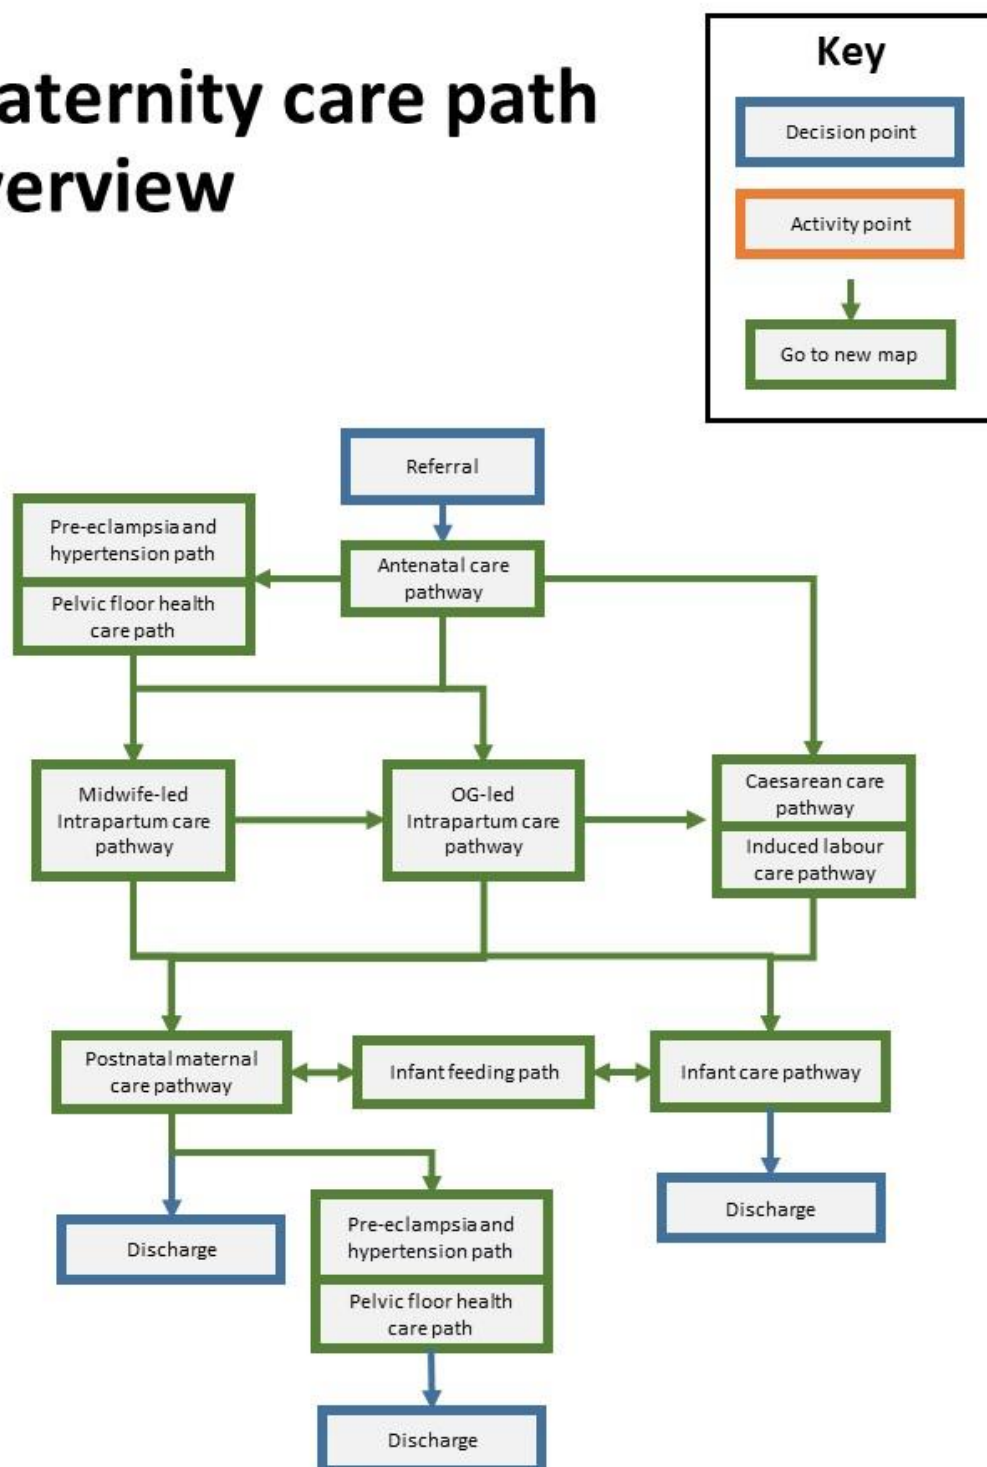 aternity care path
verview
Key
Decision point
Activity point
Go to new map
Referral
Pre-eclampsia and
hypertension path
Pelvic floor health
care path
Antenatal care
pathway
Midwife-led
Intrapartum care
pathway
OG-led
Intrapartum care
pathway
Caesarean care
pathway
Induced labour
care pathway
Postnatal maternal
care pathway
Infant feeding path
Infant care pathway
Discharge
Pre-eclampsia and
hypertension path
Pelvic floor health
care path
Discharge
Discharge